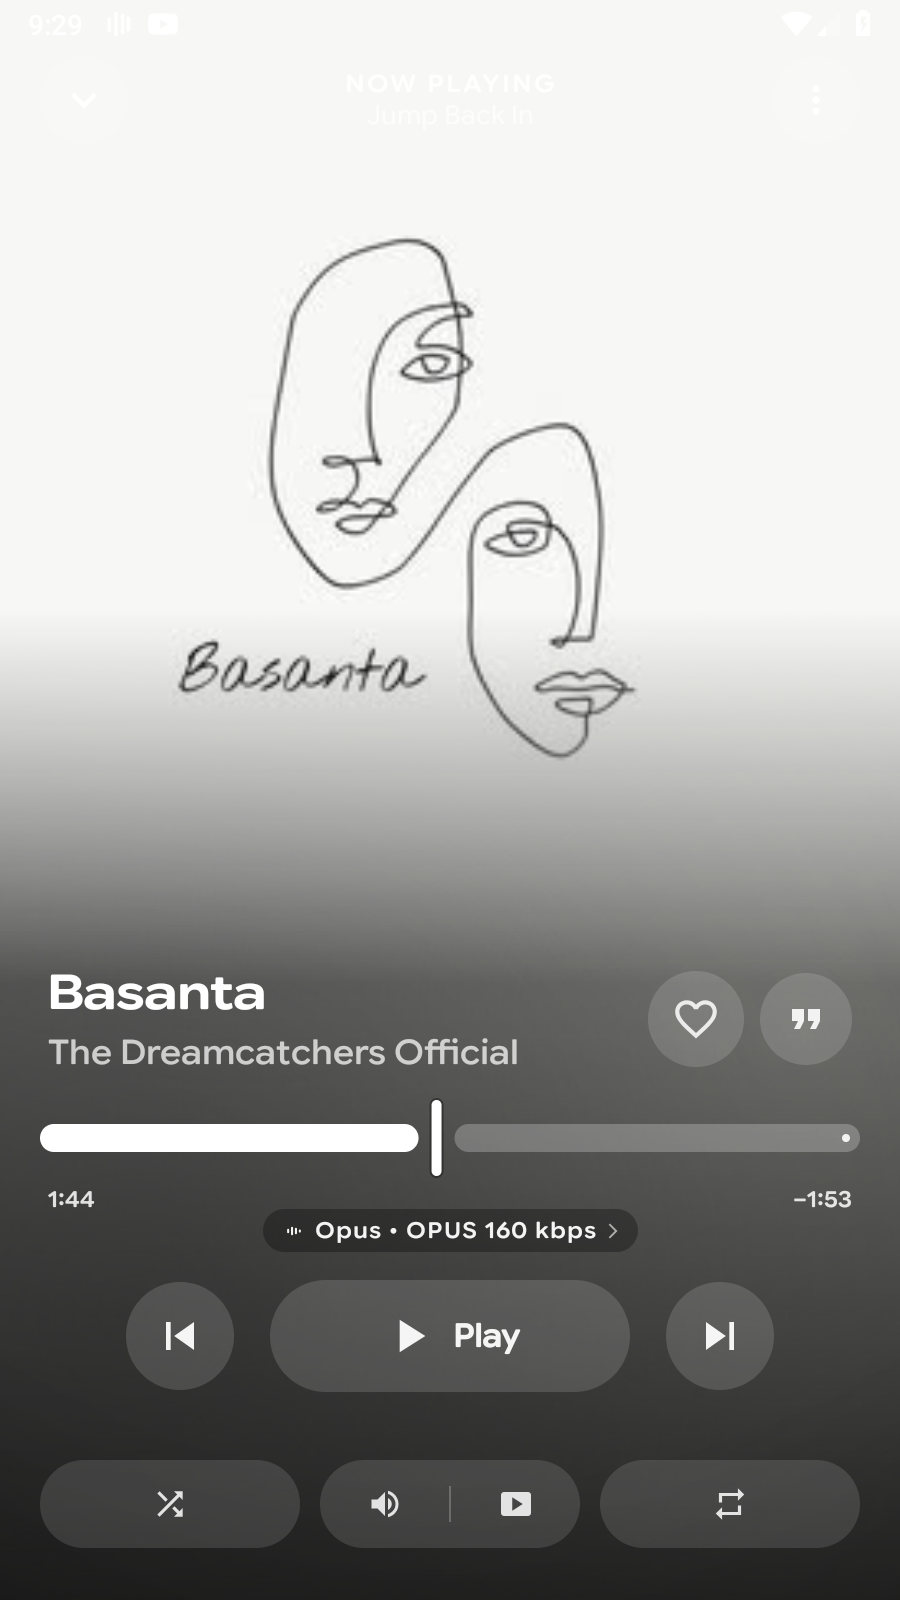 9:29
NOW PLAYING
Jump Back In
Basanta
Basanta
The Dreamcatchers Official
1:44
−1:53
Opus • OPUS 160 kbps
Play